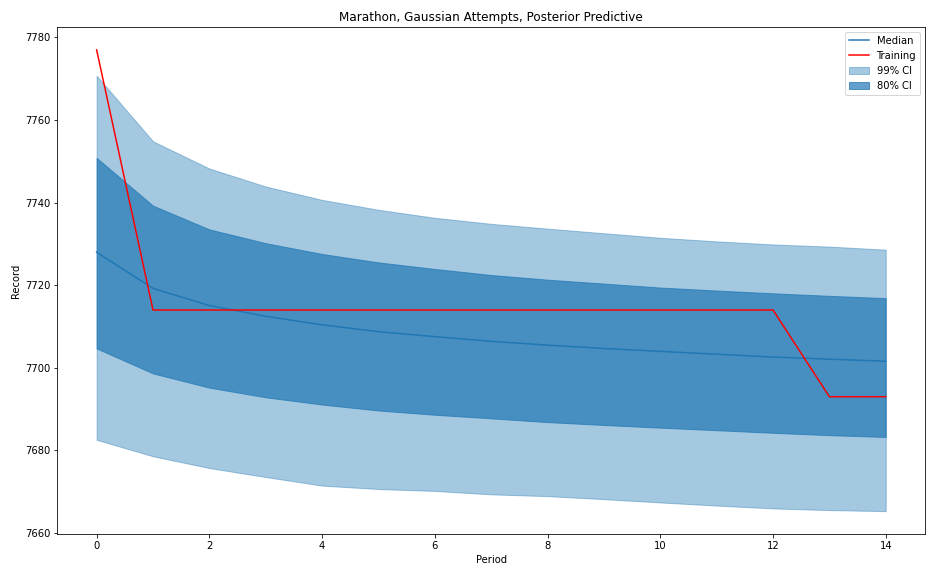 Marathon, Gaussian Attempts, Posterior Predictive
Median
Training
99% CI
80% CI
7780
7760
7740
7720
7700
7680
7660
Record
0
2
4
6
8
10
12
14
Period